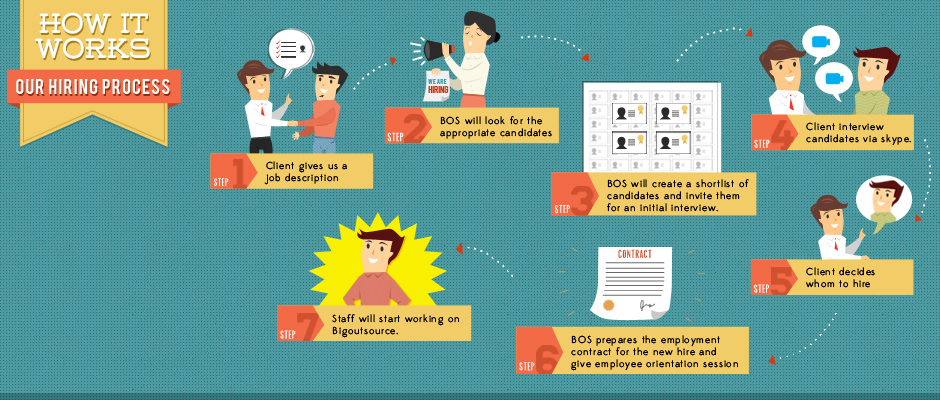 HOW IT
WORKS
OUR HIRING PROCESS
STEP 1
Client gives us a
job description
WE ARE
HIRING
STEP 2
BOS will look for the
appropriate candidates
STEP 3
BOS will create a shortlist of
candidates and invite them
for an initial interview.
STEP 4
Client interview
candidates via skype.
STEP 5
Client decides
whom to hire
CONTRACT
STEP 6
BOS prepares the employment
contract for the new hire and
give employee orientation session
STEP 7
Staff will start working on
Bigoutsource.